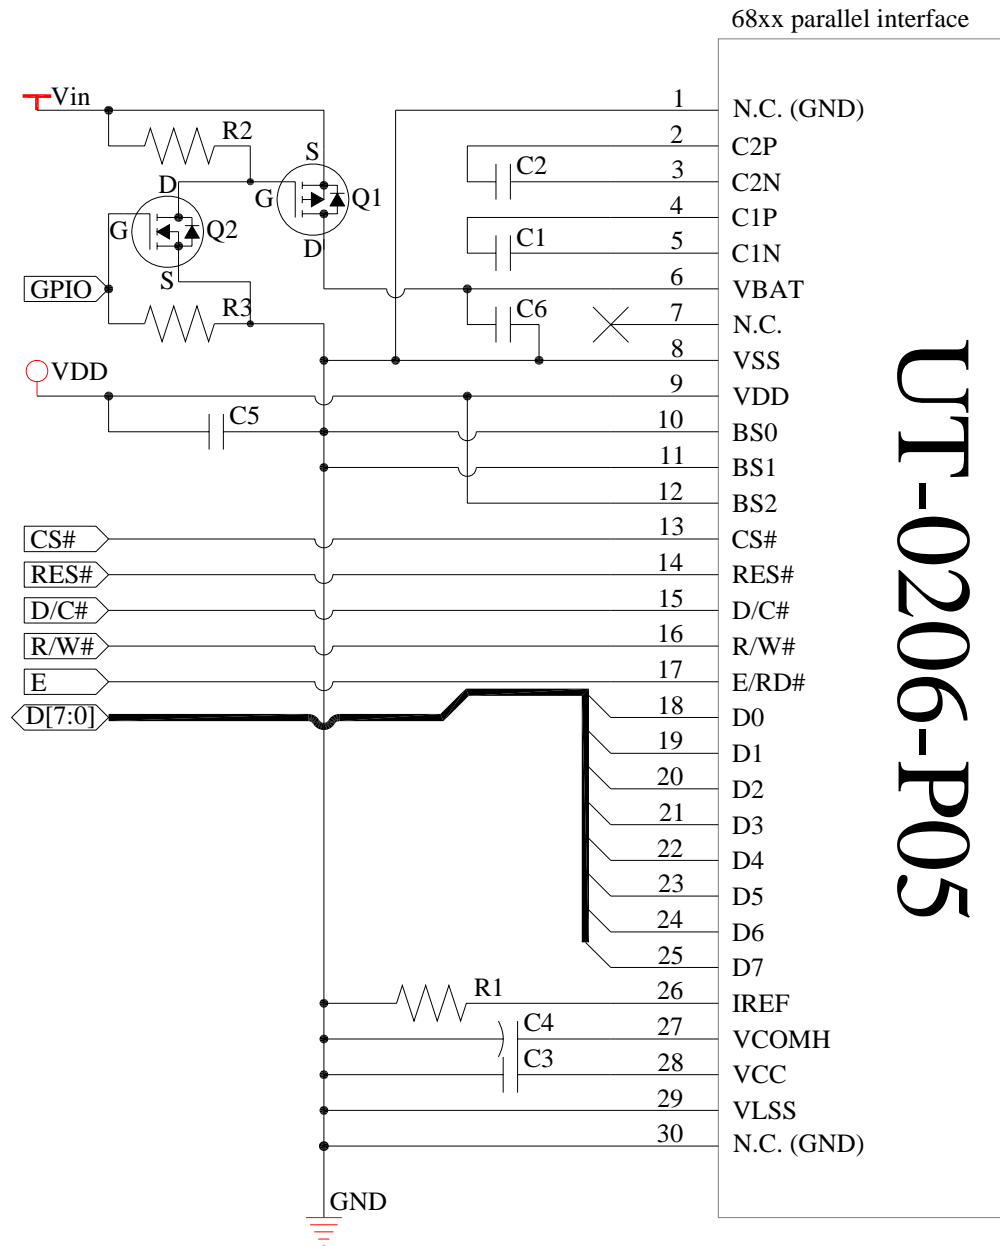 68xx parallel interface
Vin
R2
S
G
Q1
D
D
G
Q2
S
GPIO
R3
VDD
C5
C2
C1
C6
CS#
RES#
D/C#
R/W#
E
D[7:0]
R1
C4
C3
GND
1 N.C. (GND)
2 C2P
3 C2N
4 C1P
5 C1N
6 VBAT
7 N.C.
8 VSS
9 VDD
10 BS0
11 BS1
12 BS2
13 CS#
14 RES#
15 D/C#
16 R/W#
17 E/RD#
18 D0
19 D1
20 D2
21 D3
22 D4
23 D5
24 D6
25 D7
26 IREF
27 VCOMH
28 VCC
29 VLSS
30 N.C. (GND)
UT-0206-P05